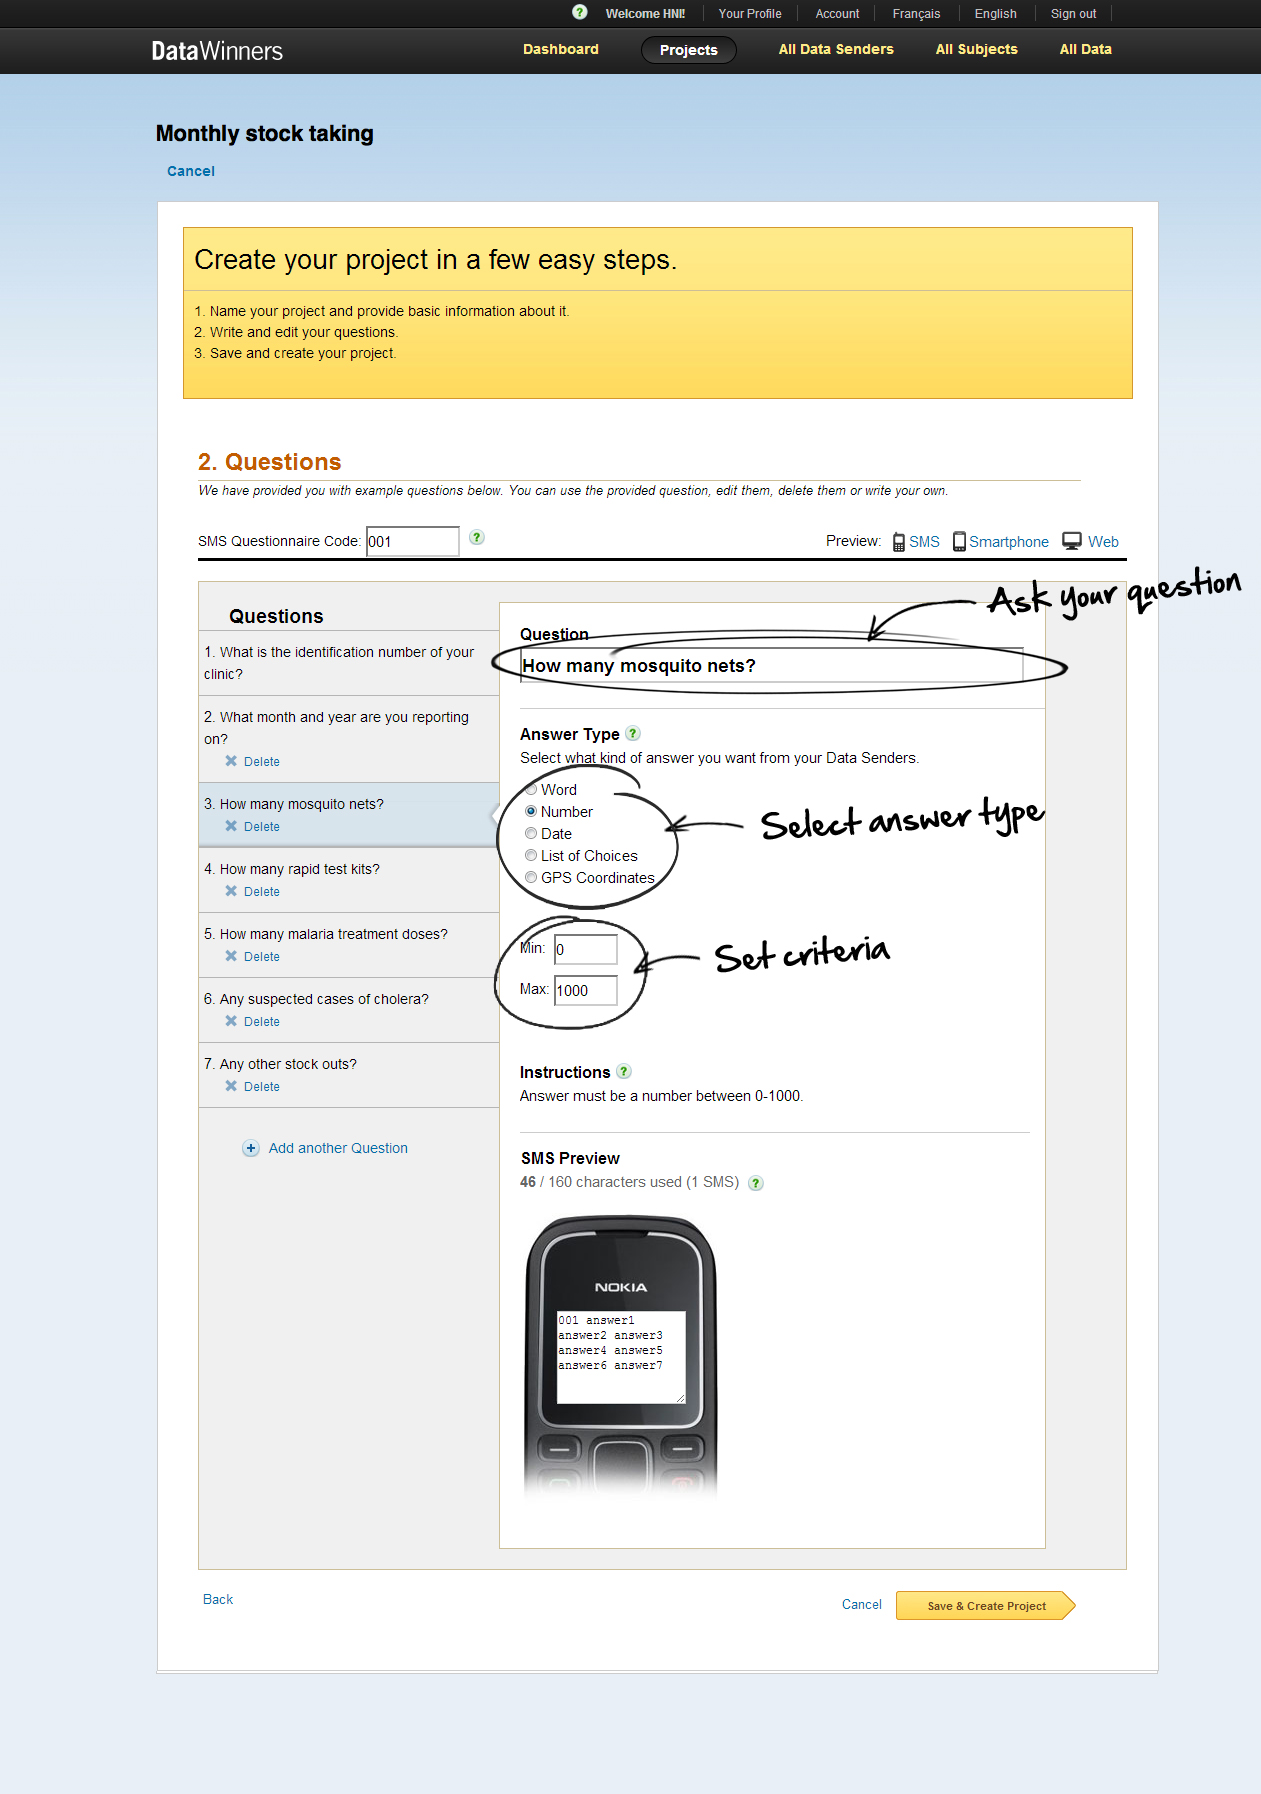 Welcome HNI! Your Profile Account Français English Sign out
DataWinners Dashboard Projects All Data Senders All Subjects All Data
Monthly stock taking
Cancel
Create your project in a few easy steps.
1. Name your project and provide basic information about it.
2. Write and edit your questions.
3. Save and create your project.
2. Questions
We have provided you with example questions below. You can use the provided question, edit them, delete them or write your own.
SMS Questionnaire Code: 001 Preview: SMS Smartphone Web
Questions
1. What is the identification number of your
clinic?
2. What month and year are you reporting
on?
Delete
3. How many mosquito nets?
Delete
4. How many rapid test kits?
Delete
5. How many malaria treatment doses?
Delete
6. Any suspected cases of cholera?
Delete
7. Any other stock outs?
Delete
Add another Question
Ask your question
Question
How many mosquito nets?
Answer Type
Select what kind of answer you want from your Data Senders.
Word
Number
Date
List of Choices
GPS Coordinates
Select answer type
Min: 0
Max: 1000
Set criteria
Instructions
Answer must be a number between 0-1000.
SMS Preview
46 / 160 characters used (1 SMS)
NOKIA
001 answer1
answer2 answer3
answer4 answer5
answer6 answer7
Back Cancel Save & Create Project